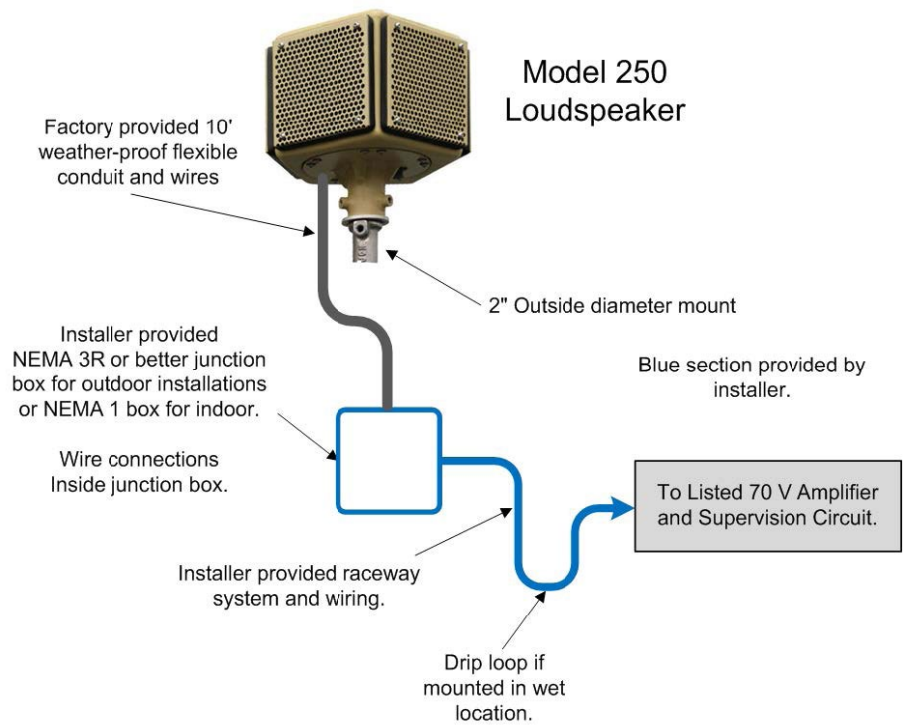 Model 250
Loudspeaker
Factory provided 10'
weather-proof flexible
conduit and wires
2" Outside diameter mount
Installer provided
NEMA 3R or better junction
box for outdoor installations
or NEMA 1 box for indoor.
Wire connections
Inside junction box.
Blue section provided by
installer.
To Listed 70 V Amplifier
and Supervision Circuit.
Installer provided raceway
system and wiring.
Drip loop if
mounted in wet
location.